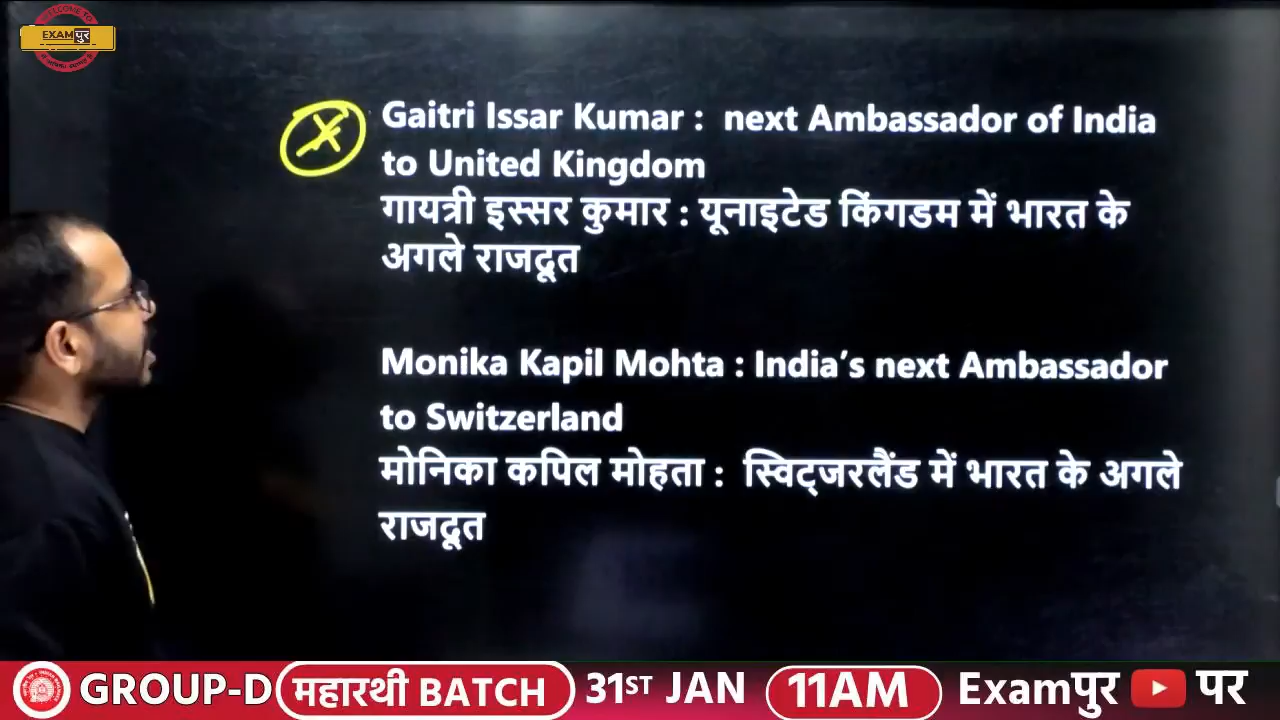 WELCOME TO
EXAMपुर
Gaitri Issar Kumar : next Ambassador of India
to United Kingdom
गायत्री इस्सर कुमार : यूनाइटेड किंगडम में भारत के
अगले राजदूत
Monika Kapil Mohta : India’s next Ambassador
to Switzerland
मोनिका कपिल मोहता : स्विट्जरलैंड में भारत के अगले
राजदूत
GROUP-D महारथी BATCH 31ST JAN 11AM Examपुर पर